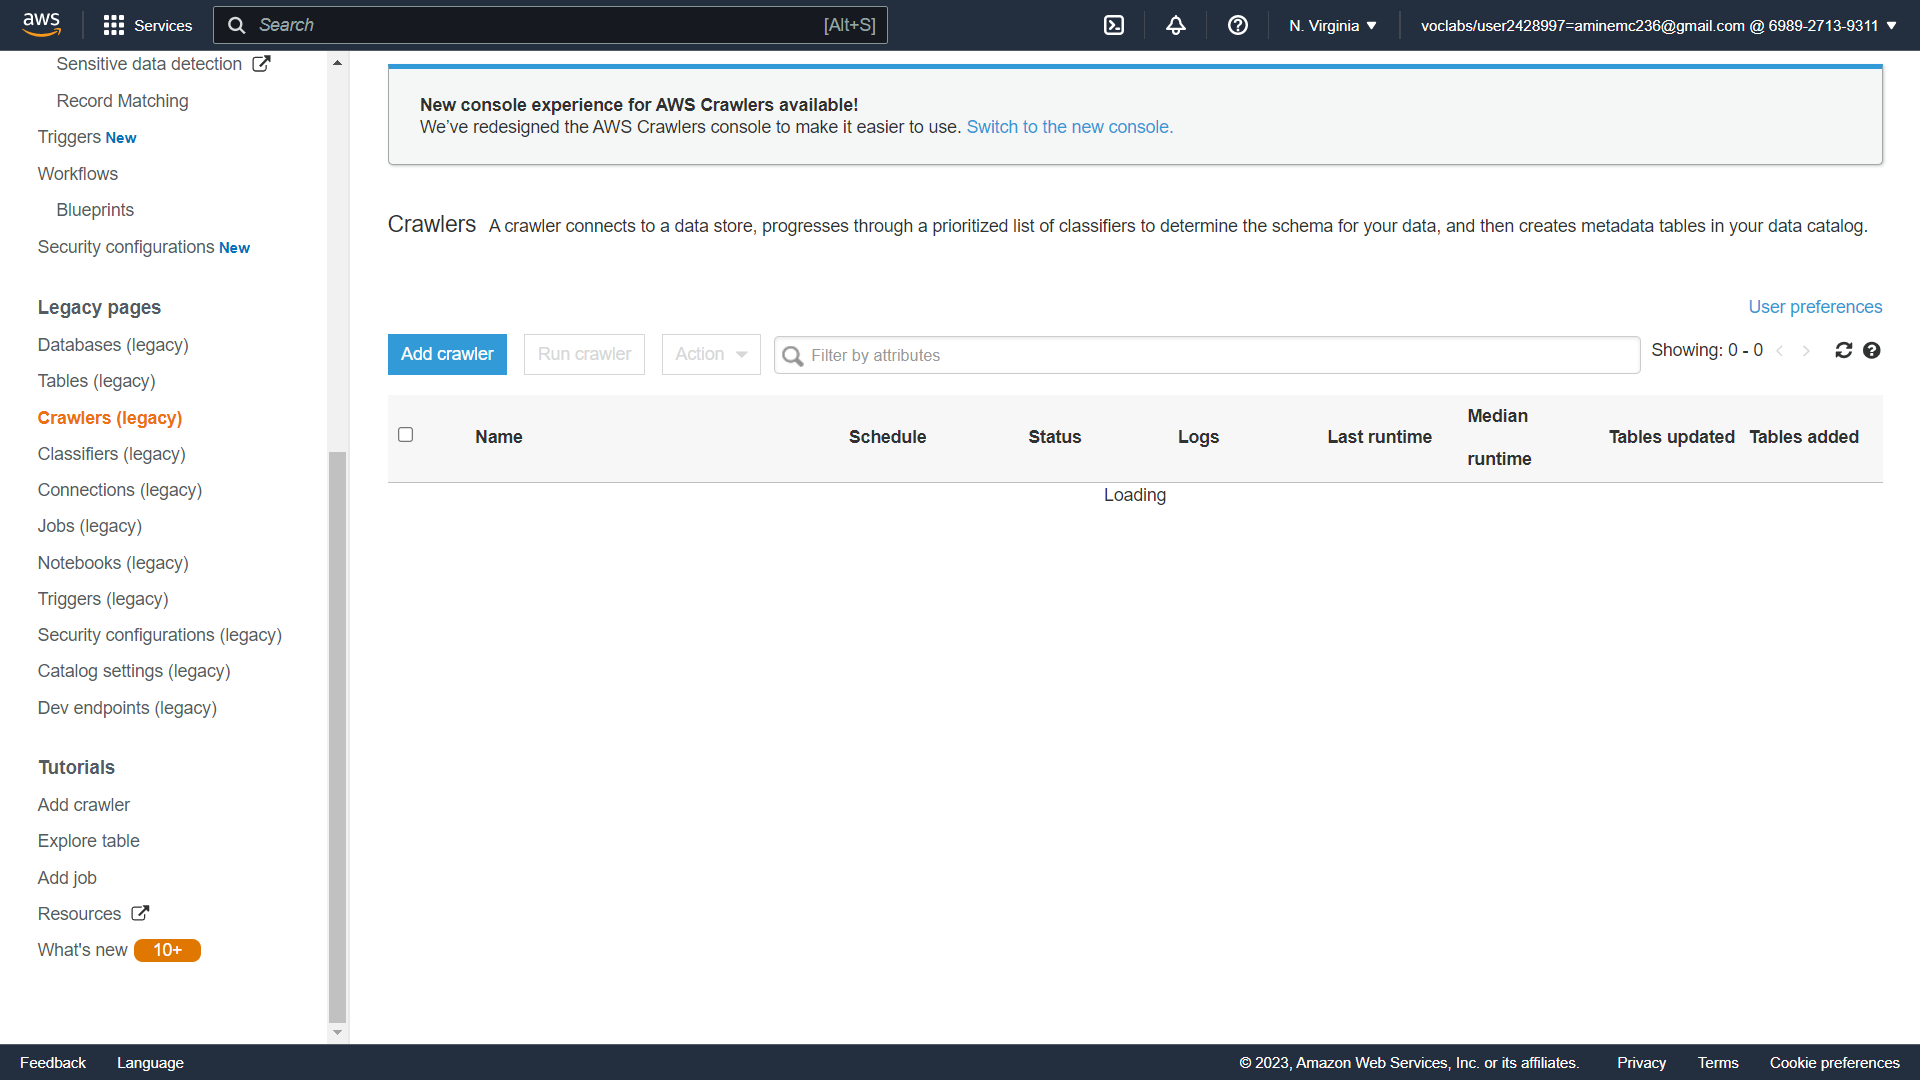 aws
Services
Search
[Alt+S]
N. Virginia
voclabs/user2428997=aminemc236@gmail.com @ 6989-2713-9311
Sensitive data detection
Record Matching
Triggers New
Workflows
Blueprints
Security configurations New
Legacy pages
Databases (legacy)
Tables (legacy)
Crawlers (legacy)
Classifiers (legacy)
Connections (legacy)
Jobs (legacy)
Notebooks (legacy)
Triggers (legacy)
Security configurations (legacy)
Catalog settings (legacy)
Dev endpoints (legacy)
Tutorials
Add crawler
Explore table
Add job
Resources
What's new 10+
New console experience for AWS Crawlers available!
We’ve redesigned the AWS Crawlers console to make it easier to use. Switch to the new console.
Crawlers A crawler connects to a data store, progresses through a prioritized list of classifiers to determine the schema for your data, and then creates metadata tables in your data catalog.
User preferences
Add crawler
Run crawler
Action
Filter by attributes
Showing: 0 - 0
Name
Schedule
Status
Logs
Last runtime
Median
runtime
Tables updated
Tables added
Loading
Feedback
Language
© 2023, Amazon Web Services, Inc. or its affiliates.
Privacy
Terms
Cookie preferences